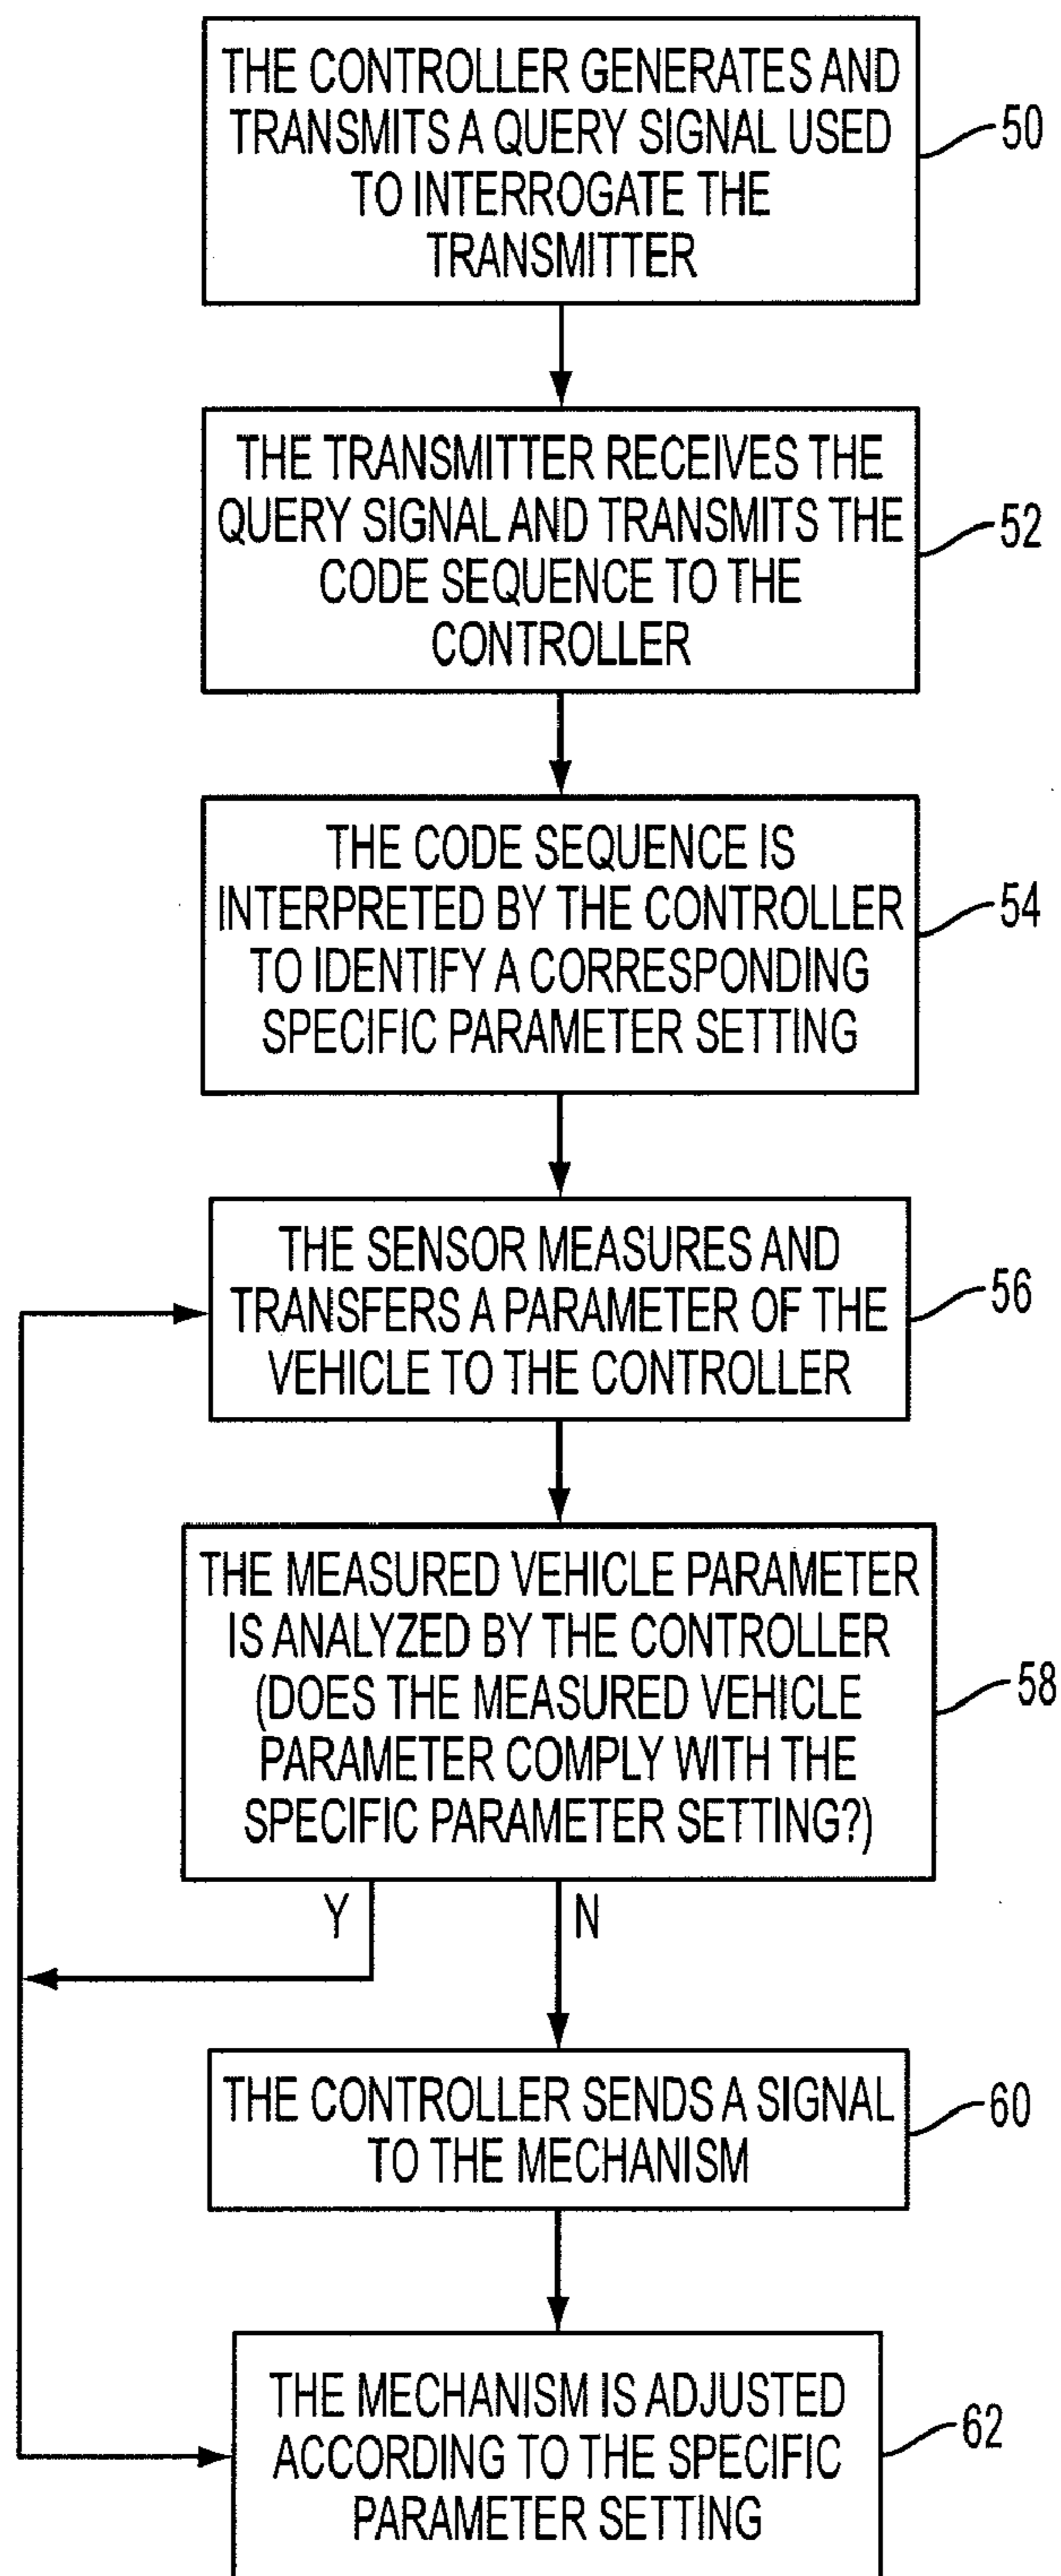 THE CONTROLLER GENERATES AND
TRANSMITS A QUERY SIGNAL USED
TO INTERROGATE THE
TRANSMITTER
50
THE TRANSMITTER RECEIVES THE
QUERY SIGNAL AND TRANSMITS THE
CODE SEQUENCE TO THE
CONTROLLER
52
THE CODE SEQUENCE IS
INTERPRETED BY THE CONTROLLER
TO IDENTIFY A CORRESPONDING
SPECIFIC PARAMETER SETTING
54
THE SENSOR MEASURES AND
TRANSFERS A PARAMETER OF THE
VEHICLE TO THE CONTROLLER
56
THE MEASURED VEHICLE PARAMETER
IS ANALYZED BY THE CONTROLLER
(DOES THE MEASURED VEHICLE
PARAMETER COMPLY WITH THE
SPECIFIC PARAMETER SETTING?)
58
Y
N
THE CONTROLLER SENDS A SIGNAL
TO THE MECHANISM
60
THE MECHANISM IS ADJUSTED
ACCORDING TO THE SPECIFIC
PARAMETER SETTING
62